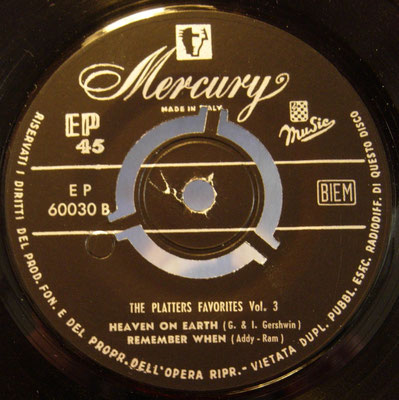 Mercury
MADE IN ITALY
EP
45
Music
EP
60030 B
BIEM
THE PLATTERS FAVORITES Vol. 3
HEAVEN ON EARTH (G. & I. Gershwin)
REMEMBER WHEN (Addy - Ram)
RISERVATI I DIRITTI DEL PROD. FON. E DEL PROPR. DELL'OPERA RIPR. - VIETATA DUPL. PUBBL. ESEC. RADIODIFF. DI QUESTO DISCO